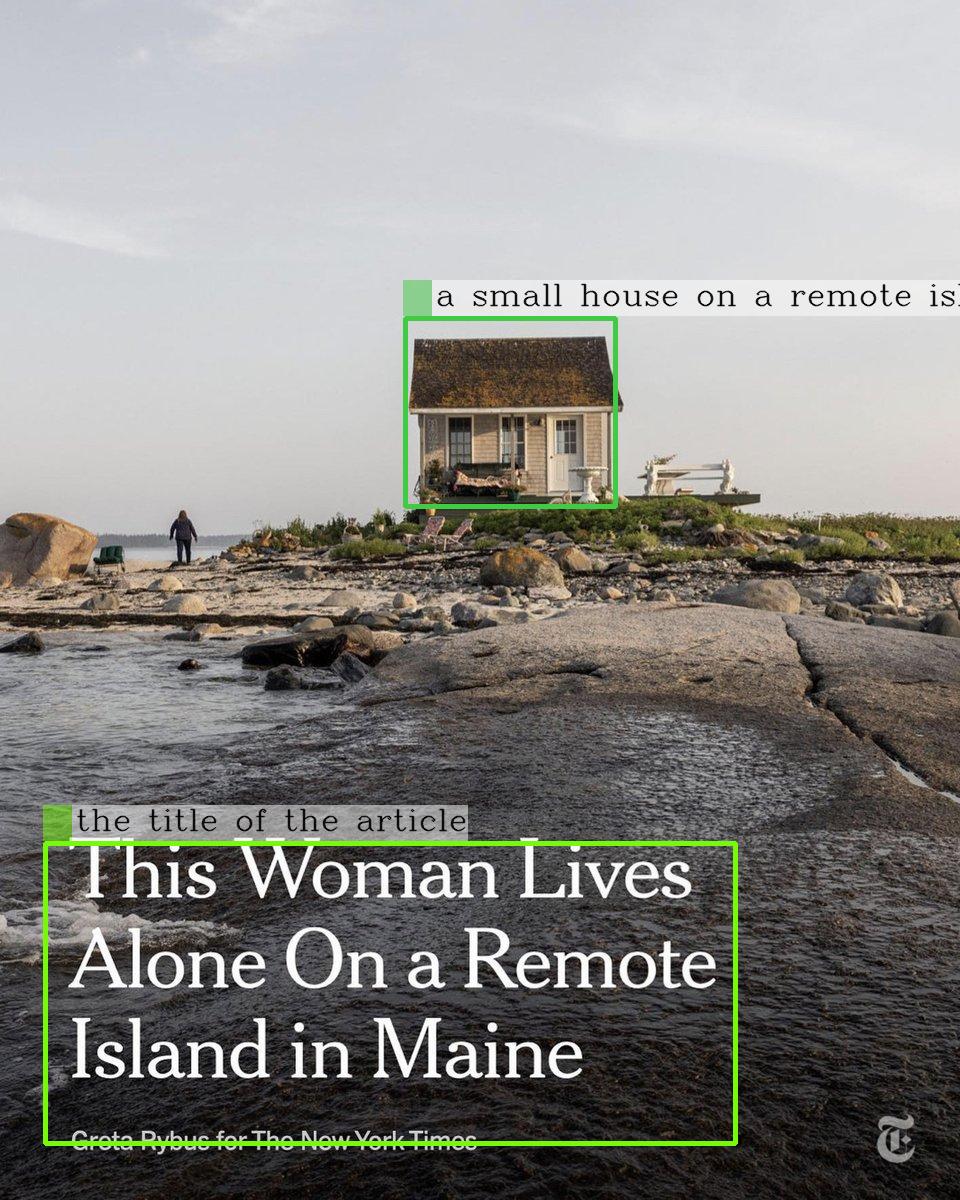 a small house on a remote isl
the title of the article
This Woman Lives
Alone On a Remote
Island in Maine
Greta Rybus for The New York Times
T